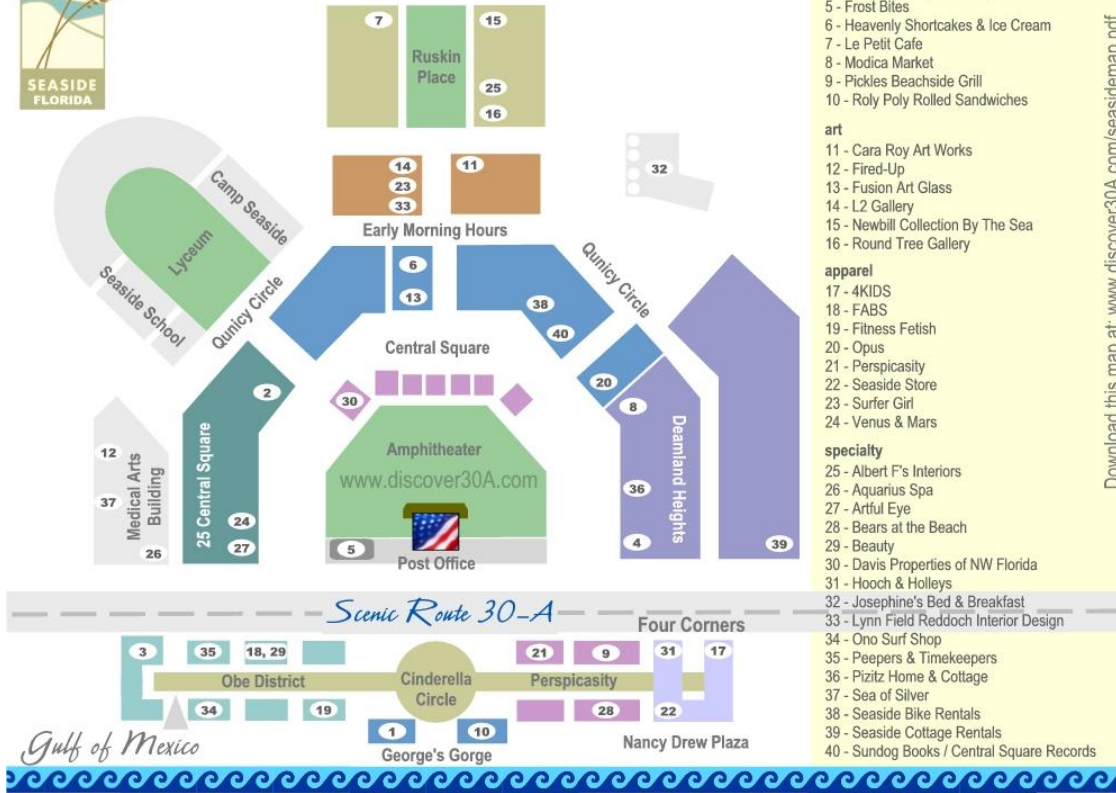 SEASIDE
FLORIDA
7
Ruskin
Place
15
25
16
14
23
33
11
32
Early Morning Hours
Camp Seaside
Lyceum
Seaside School
Qunicy Circle
6
13
38
40
Qunicy Circle
Central Square
20
2
30
8
12
37
Medical Arts
Building
26
25 Central Square
24
27
Amphitheater
www.discover30A.com
5
Post Office
36
4
Deamland Heights
39
Scenic Route 30-A
Four Corners
3
35
18, 29
21
9
31
17
Obe District
Cinderella
Circle
Perspicasity
34
19
28
22
1
10
George's Gorge
Nancy Drew Plaza
Gulf of Mexico
5 - Frost Bites
6 - Heavenly Shortcakes & Ice Cream
7 - Le Petit Cafe
8 - Modica Market
9 - Pickles Beachside Grill
10 - Roly Poly Rolled Sandwiches
art
11 - Cara Roy Art Works
12 - Fired-Up
13 - Fusion Art Glass
14 - L2 Gallery
15 - Newbill Collection By The Sea
16 - Round Tree Gallery
apparel
17 - 4KIDS
18 - FABS
19 - Fitness Fetish
20 - Opus
21 - Perspicasity
22 - Seaside Store
23 - Surfer Girl
24 - Venus & Mars
specialty
25 - Albert F's Interiors
26 - Aquarius Spa
27 - Artful Eye
28 - Bears at the Beach
29 - Beauty
30 - Davis Properties of NW Florida
31 - Hooch & Holleys
32 - Josephine's Bed & Breakfast
33 - Lynn Field Reddoch Interior Design
34 - Ono Surf Shop
35 - Peepers & Timekeepers
36 - Pizitz Home & Cottage
37 - Sea of Silver
38 - Seaside Bike Rentals
39 - Seaside Cottage Rentals
40 - Sundog Books / Central Square Records
Download this map at: www.discover30A.com/seasidemap.pdf